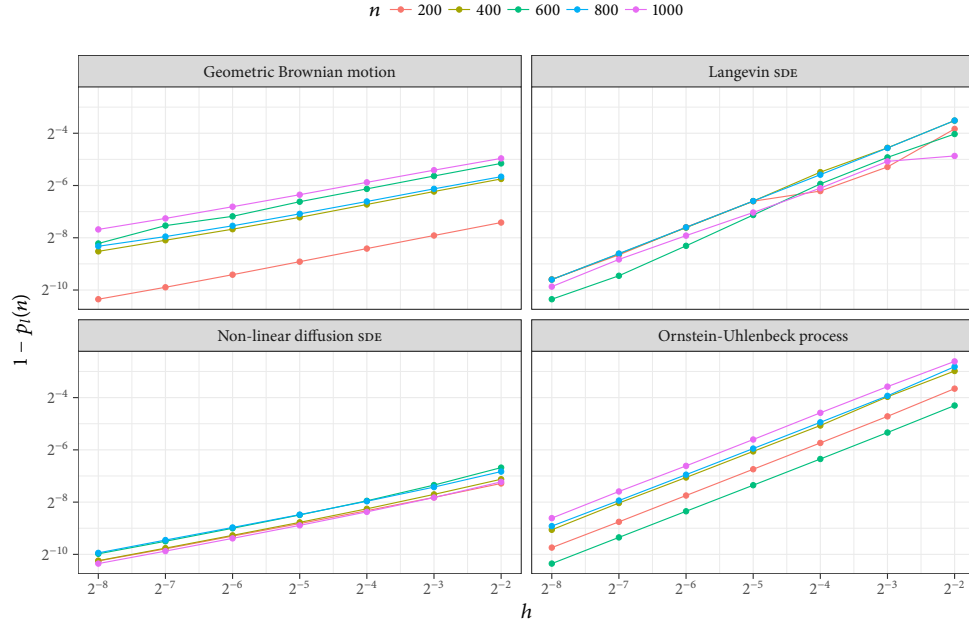 n 200 400 600 800 1000
Geometric Brownian motion
Langevin SDE
2⁻⁴
2⁻⁶
2⁻⁸
2⁻¹⁰
Non-linear diffusion SDE
Ornstein-Uhlenbeck process
2⁻⁴
2⁻⁶
2⁻⁸
2⁻¹⁰
1 − pₗ(n)
2⁻⁸ 2⁻⁷ 2⁻⁶ 2⁻⁵ 2⁻⁴ 2⁻³ 2⁻²
2⁻⁸ 2⁻⁷ 2⁻⁶ 2⁻⁵ 2⁻⁴ 2⁻³ 2⁻²
h